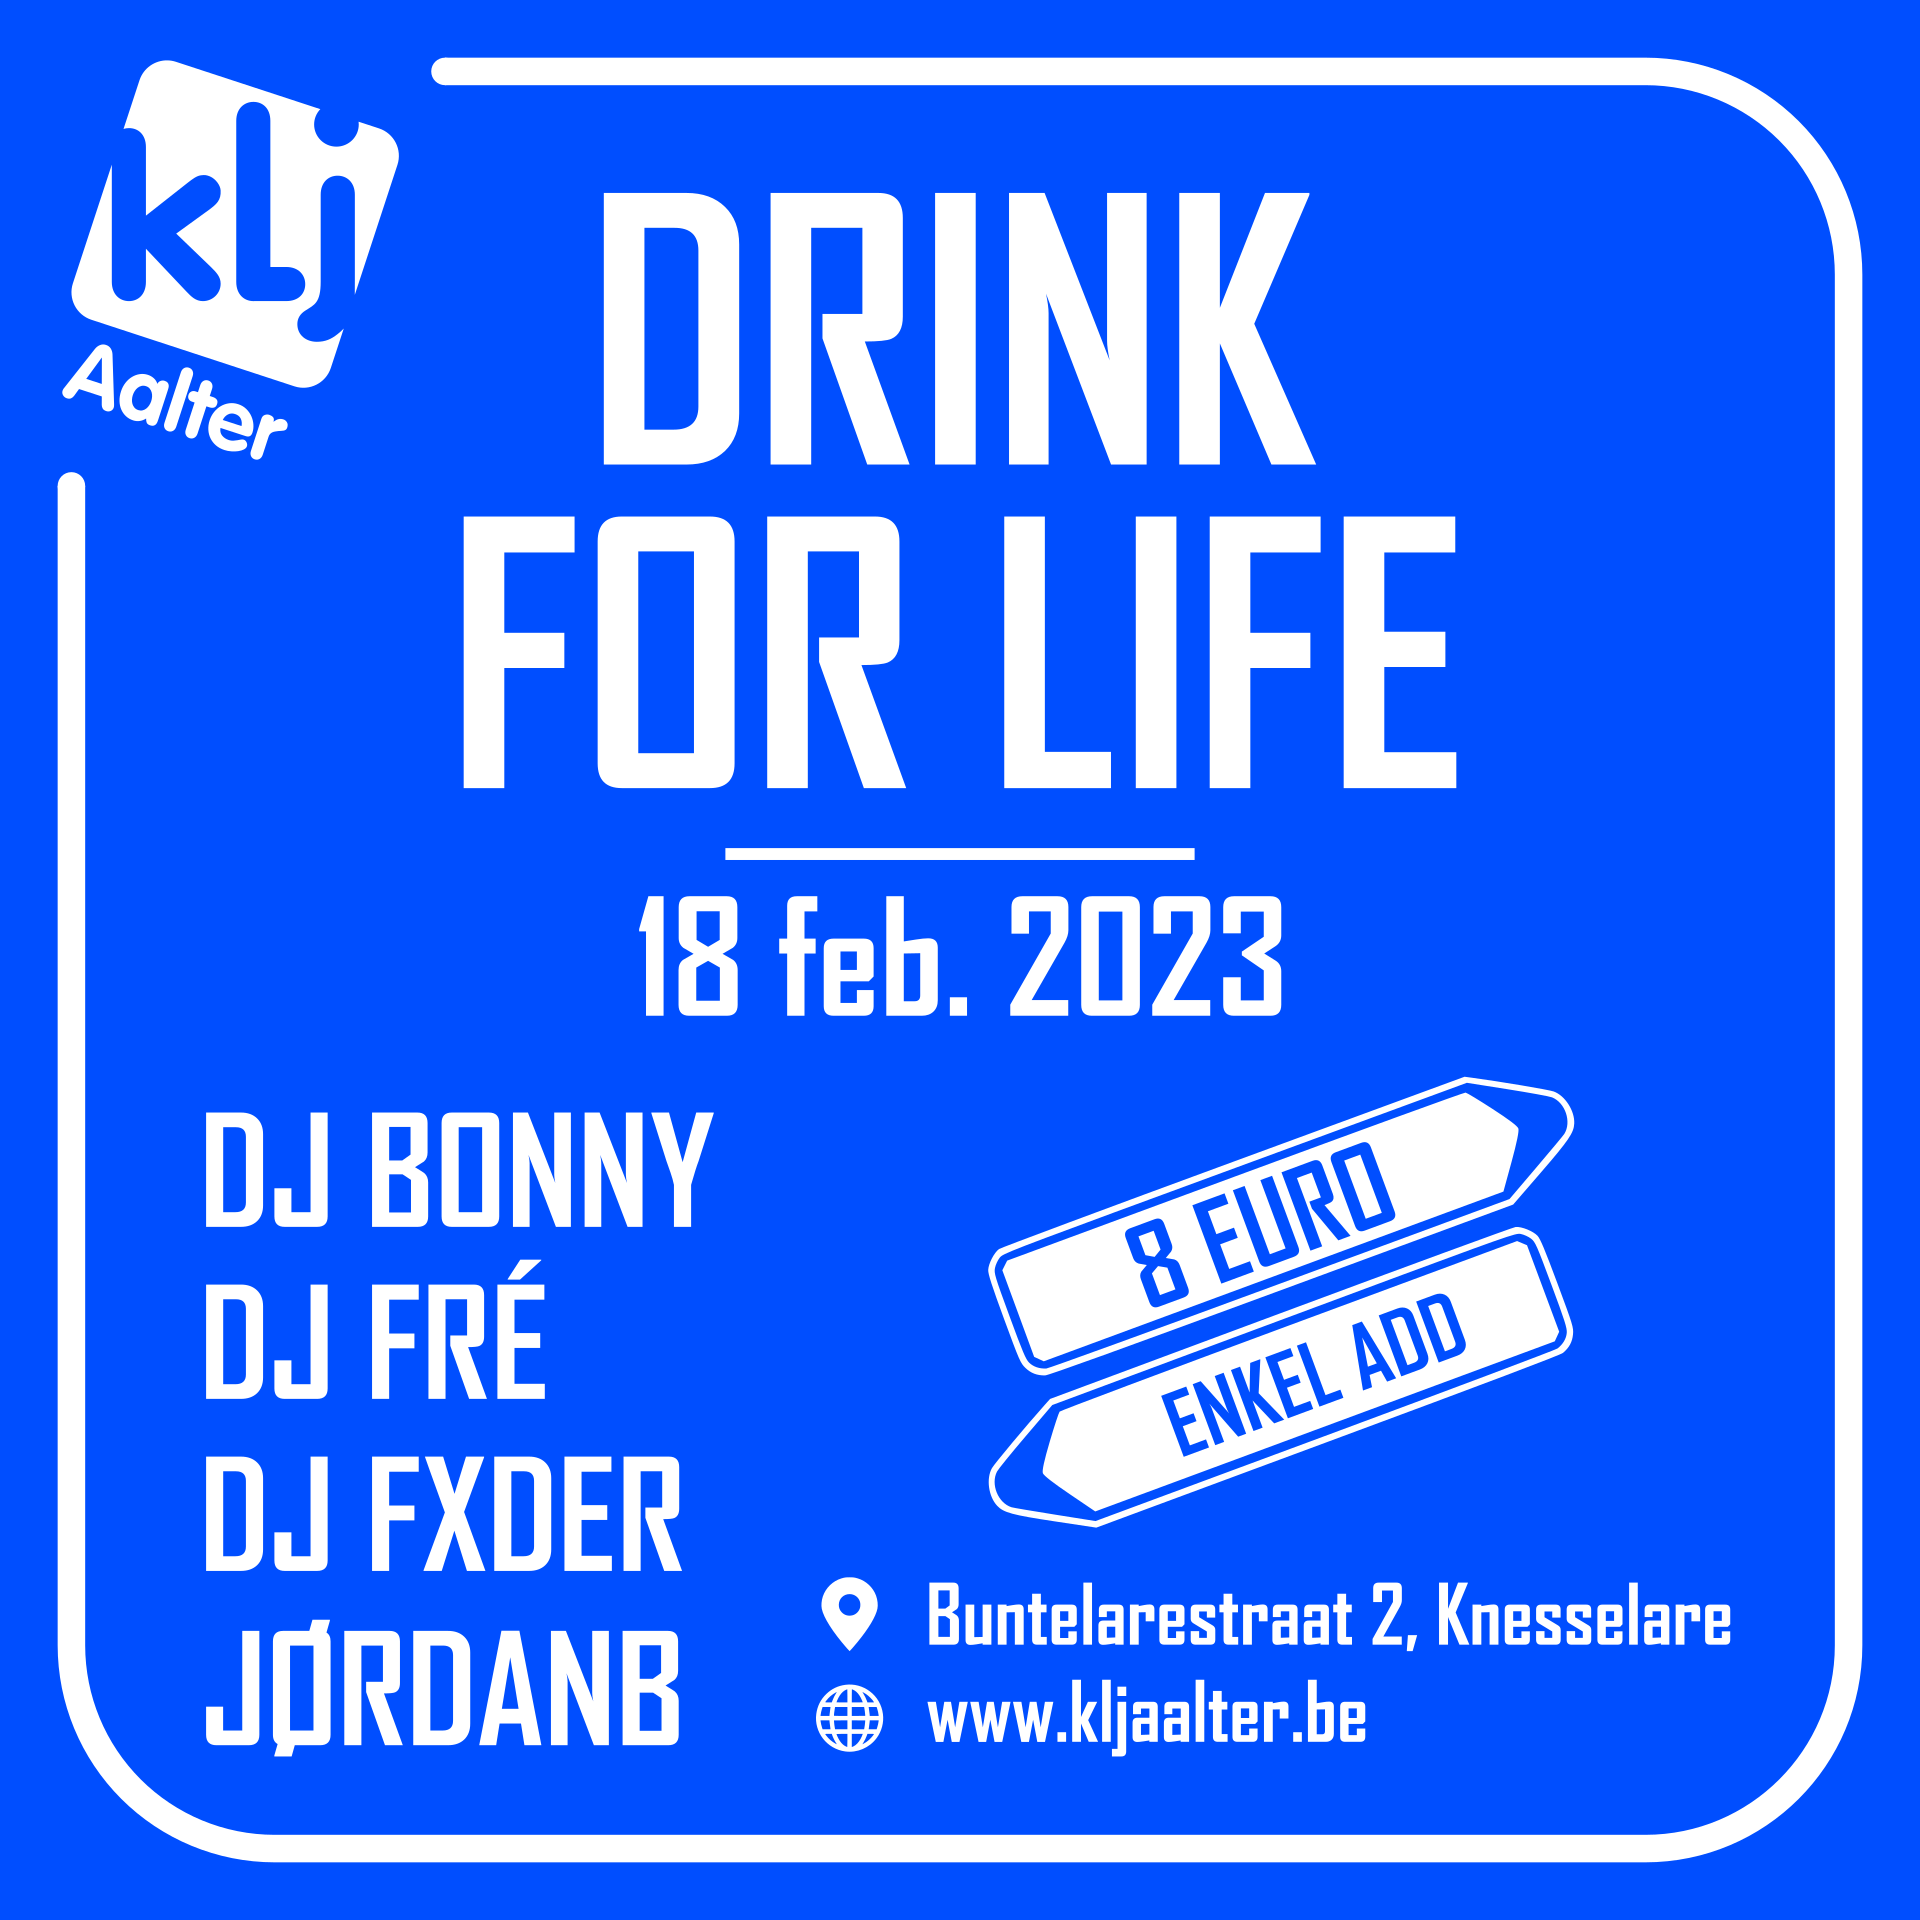 klj
Aalter
DRINK
FOR LIFE
18 feb. 2023
DJ BONNY
DJ FRÉ
DJ FXDER
JØRDANB
8 EURO
ENKEL ADD
Buntelarestraat 2, Knesselare
www.kljaalter.be